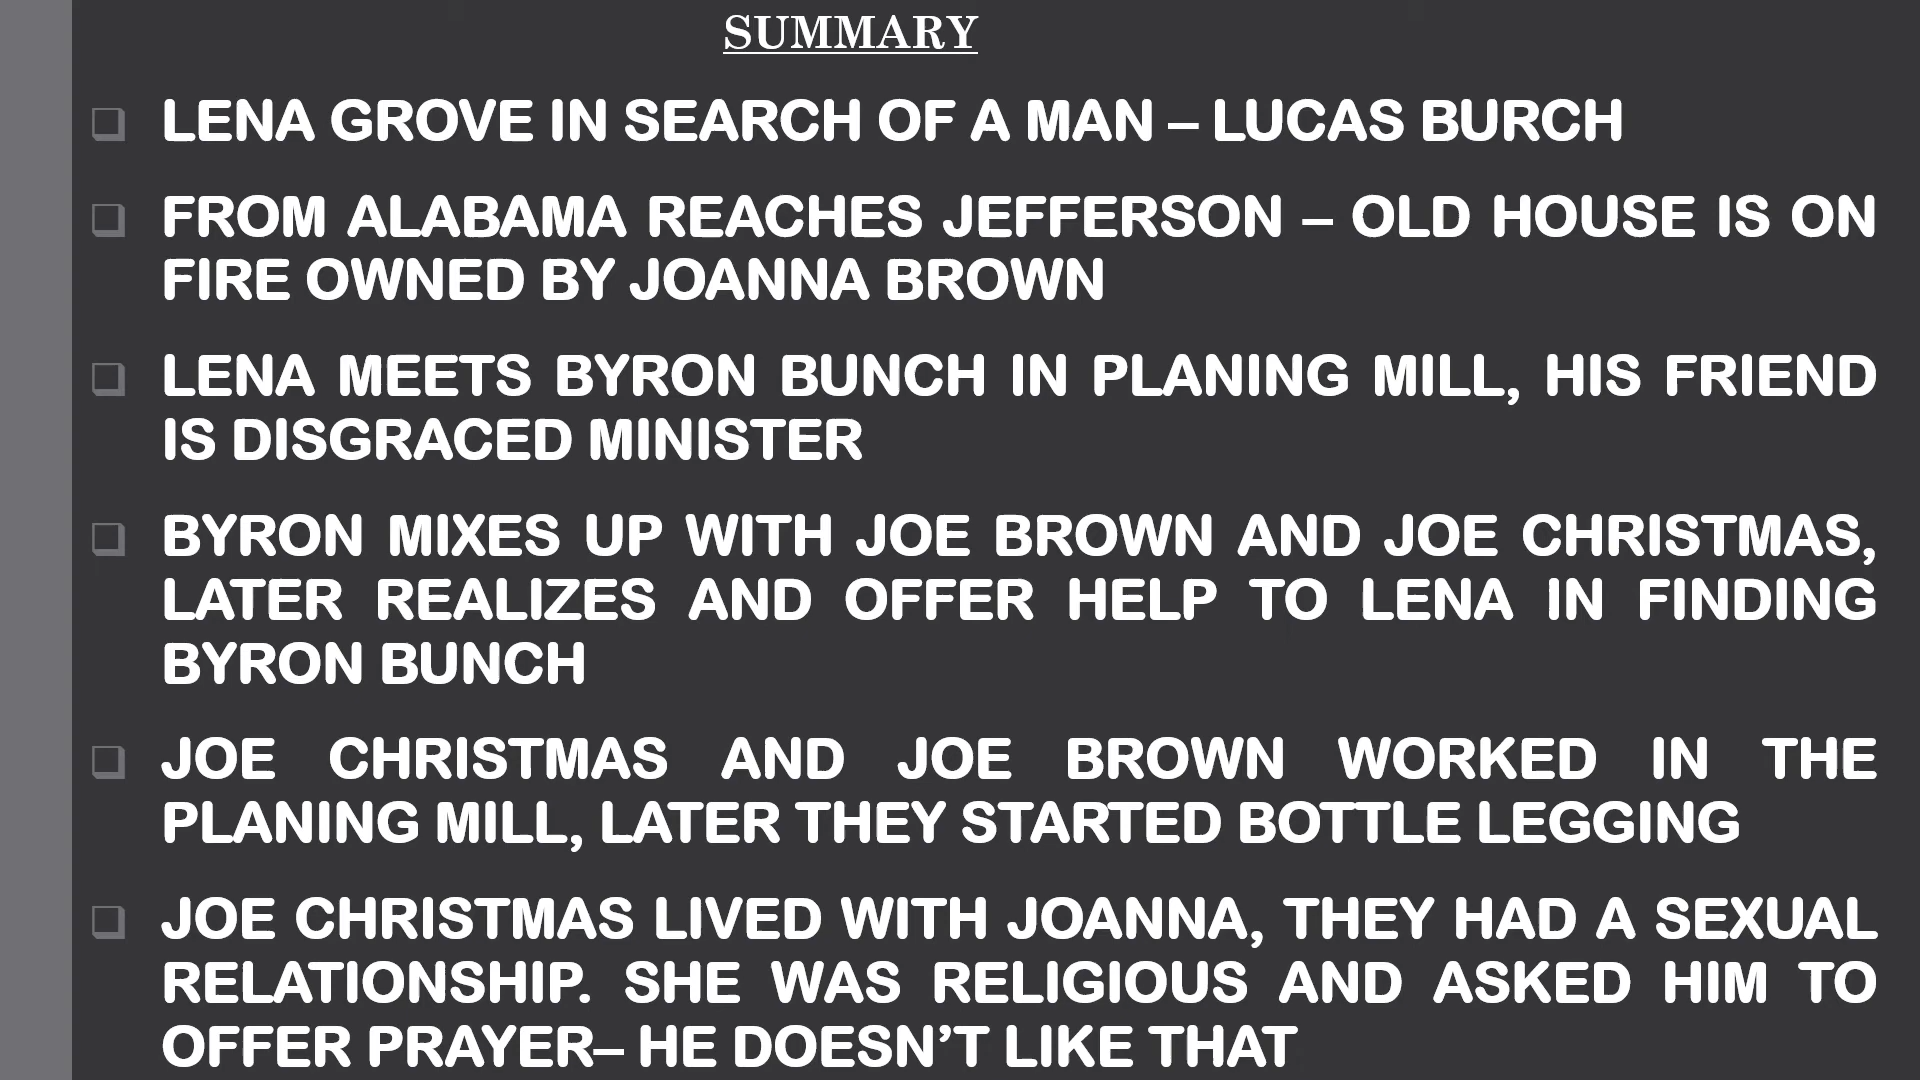 SUMMARY
LENA GROVE IN SEARCH OF A MAN – LUCAS BURCH
FROM ALABAMA REACHES JEFFERSON – OLD HOUSE IS ON
FIRE OWNED BY JOANNA BROWN
LENA MEETS BYRON BUNCH IN PLANING MILL, HIS FRIEND
IS DISGRACED MINISTER
BYRON MIXES UP WITH JOE BROWN AND JOE CHRISTMAS,
LATER REALIZES AND OFFER HELP TO LENA IN FINDING
BYRON BUNCH
JOE CHRISTMAS AND JOE BROWN WORKED IN THE
PLANING MILL, LATER THEY STARTED BOTTLE LEGGING
JOE CHRISTMAS LIVED WITH JOANNA, THEY HAD A SEXUAL
RELATIONSHIP. SHE WAS RELIGIOUS AND ASKED HIM TO
OFFER PRAYER– HE DOESN’T LIKE THAT